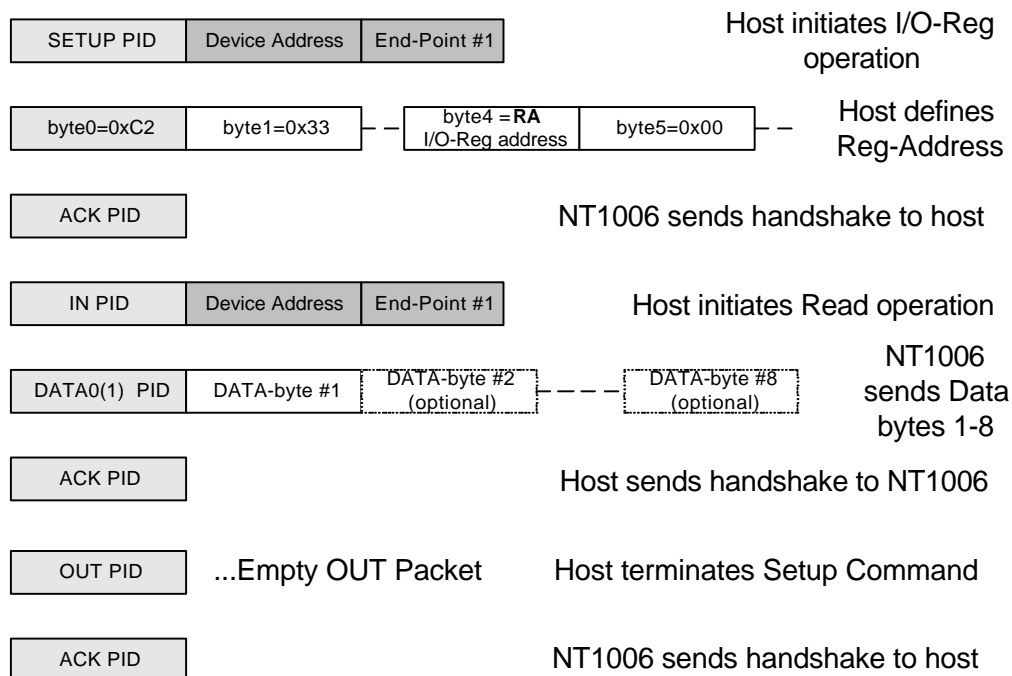 SETUP PID Device Address End-Point #1
Host initiates I/O-Reg
operation
byte0=0xC2 byte1=0x33
byte4 =RA
I/O-Reg address
byte5=0x00
Host defines
Reg-Address
ACK PID
NT1006 sends handshake to host
IN PID Device Address End-Point #1
Host initiates Read operation
DATA0(1) PID DATA-byte #1
DATA-byte #2
(optional)
DATA-byte #8
(optional)
NT1006
sends Data
bytes 1-8
ACK PID
Host sends handshake to NT1006
OUT PID ...Empty OUT Packet
Host terminates Setup Command
ACK PID
NT1006 sends handshake to host